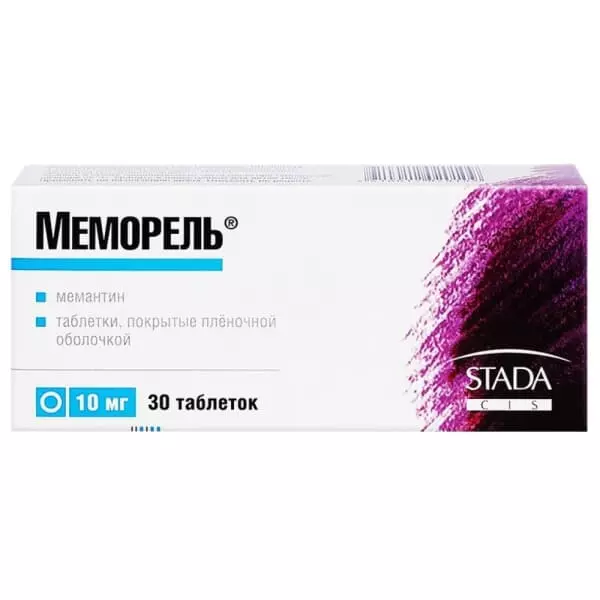 МЕМОРЕЛЬ®
мемантин
таблетки, покрытые плёночной
оболочкой
10 мг 30 таблеток
STADA
CIS